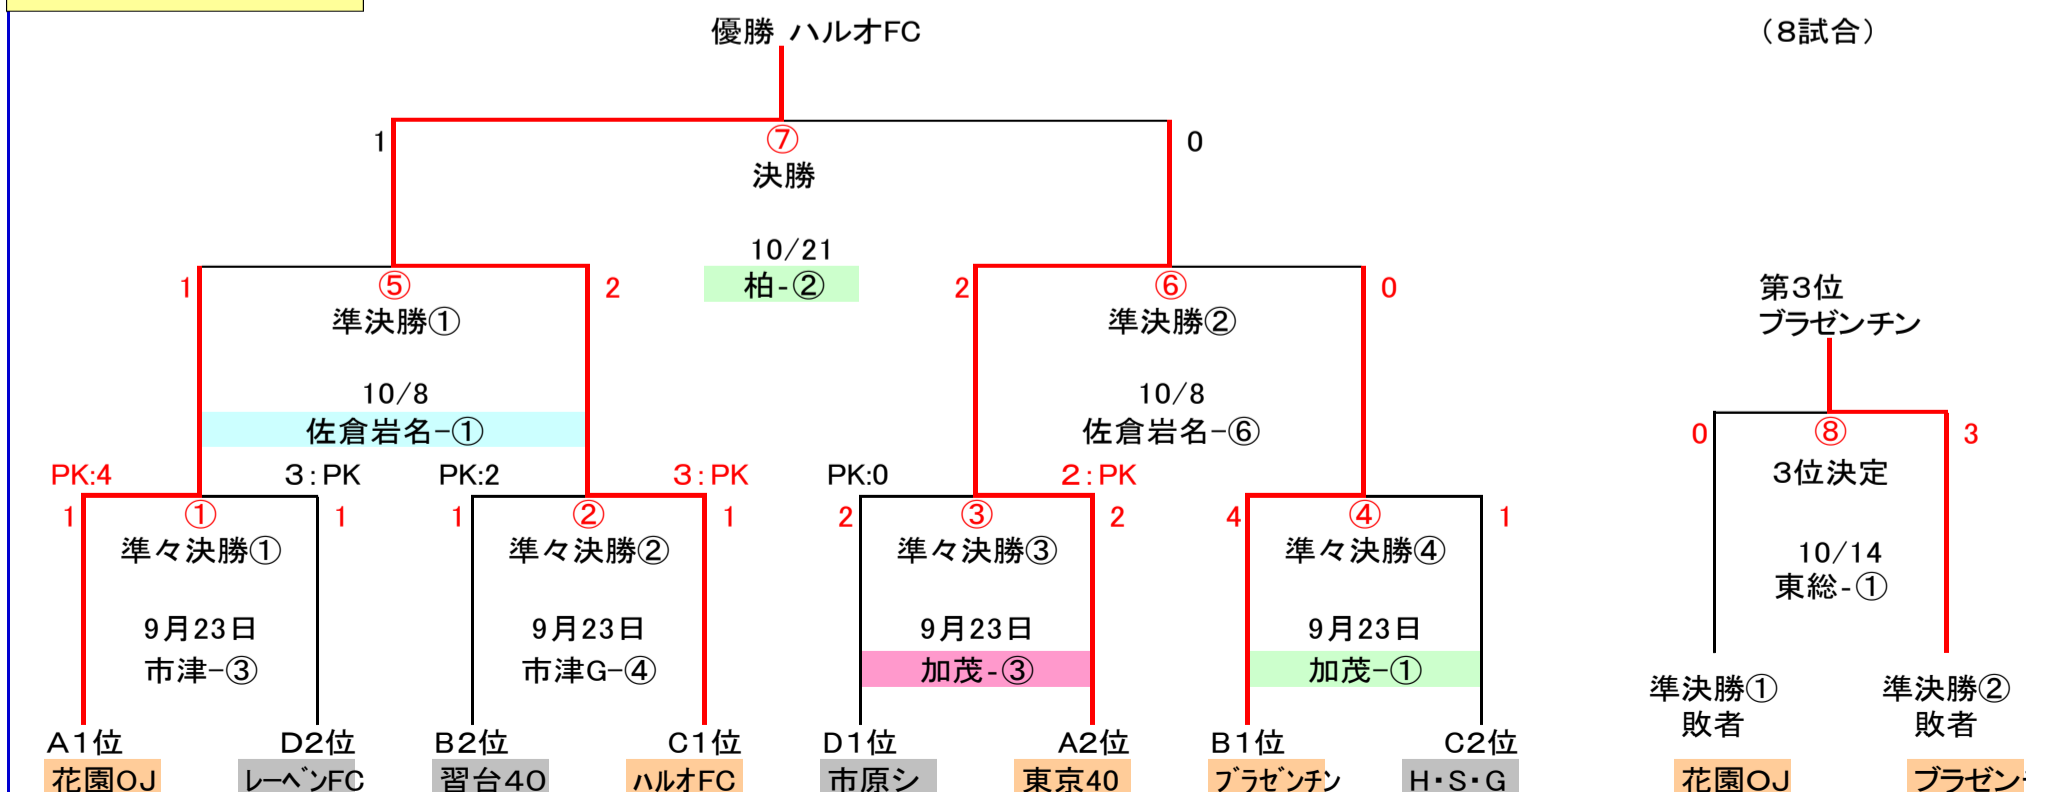 優勝 ハルオFC
（８試合）
1
⑦
0
決勝
10/21
柏-②
1
⑤
2
2
⑥
0
準決勝①
準決勝②
第３位
ブラゼンチン
10/8
10/8
佐倉岩名-①
佐倉岩名-⑥
0
⑧
3
３位決定
PK:4
３：PK
PK:2
３：PK
PK:0
２：PK
1
①
1
1
②
1
2
③
2
4
④
1
準々決勝①
準々決勝②
準々決勝③
準々決勝④
10/14
東総-①
9月23日
9月23日
9月23日
9月23日
市津-③
市津G-④
加茂-③
加茂-①
準決勝①
敗者
準決勝②
敗者
A１位
D２位
B２位
C１位
D１位
A２位
B１位
C２位
花園OJ
レーベンFC
習台４０
ハルオFC
市原シ
東京40
ブラゼンチン
H・S・G
花園OJ
ブラゼン